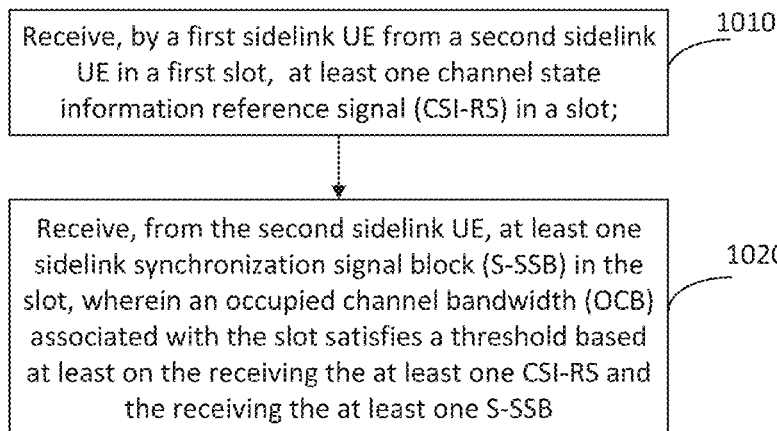 Receive, by a first sidelink UE from a second sidelink
UE in a first slot, at least one channel state
information reference signal (CSI-RS) in a slot;
1010
Receive, from the second sidelink UE, at least one
sidelink synchronization signal block (S-SSB) in the
slot, wherein an occupied channel bandwidth (OCB)
associated with the slot satisfies a threshold based
at least on the receiving the at least one CSI-RS and
the receiving the at least one S-SSB
1020